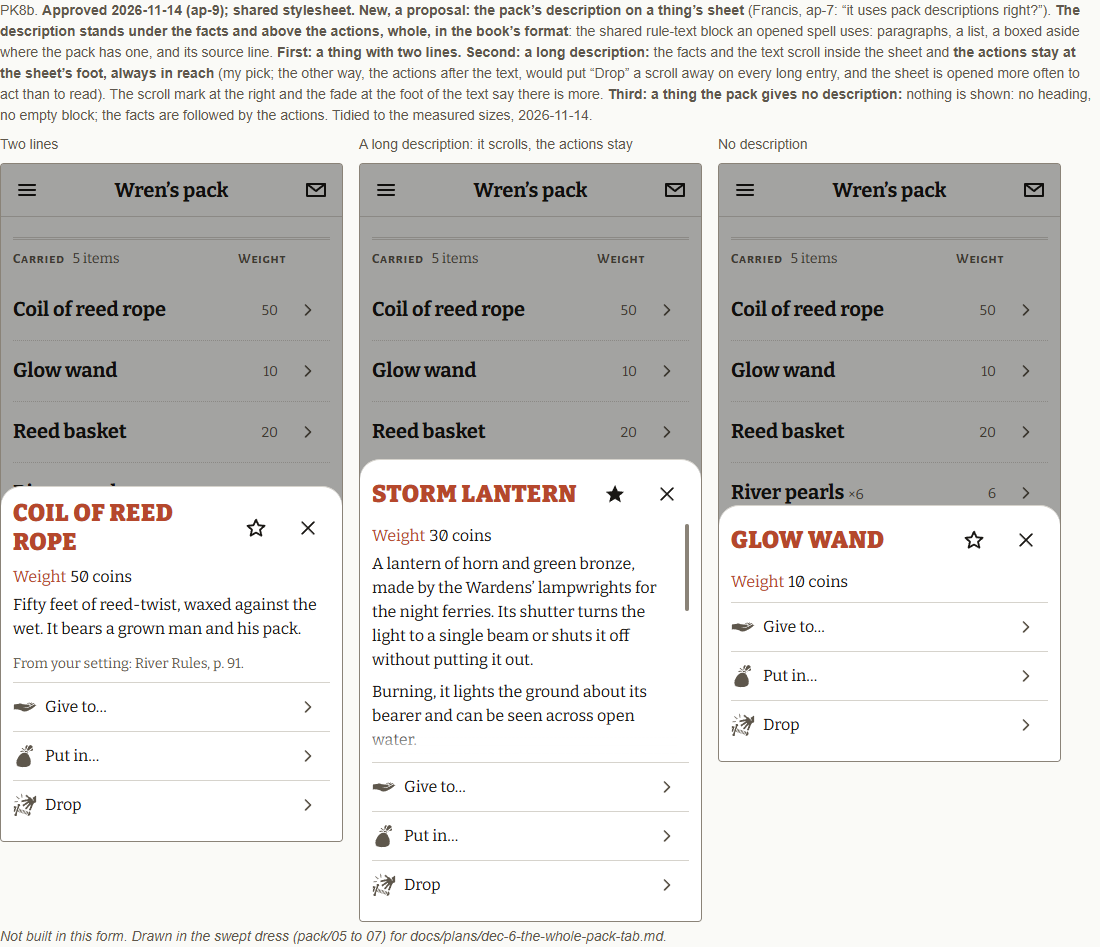 PK8b. Approved 2026-11-14 (ap-9); shared stylesheet. New, a proposal: the pack’s description on a thing’s sheet (Francis, ap-7: “it uses pack descriptions right?”). The
description stands under the facts and above the actions, whole, in the book’s format: the shared rule-text block an opened spell uses: paragraphs, a list, a boxed aside
where the pack has one, and its source line. First: a thing with two lines. Second: a long description: the facts and the text scroll inside the sheet and the actions stay at
the sheet’s foot, always in reach (my pick; the other way, the actions after the text, would put “Drop” a scroll away on every long entry, and the sheet is opened more often to
act than to read). The scroll mark at the right and the fade at the foot of the text say there is more. Third: a thing the pack gives no description: nothing is shown: no heading,
no empty block; the facts are followed by the actions. Tidied to the measured sizes, 2026-11-14.
Two lines
Wren’s pack
Carried 5 items Weight
Coil of reed rope 50
Glow wand 10
Reed basket 20
COIL OF REED
ROPE
Weight 50 coins
Fifty feet of reed-twist, waxed against the
wet. It bears a grown man and his pack.
From your setting: River Rules, p. 91.
Give to...
Put in...
Drop
A long description: it scrolls, the actions stay
Wren’s pack
Carried 5 items Weight
Coil of reed rope 50
Glow wand 10
Reed basket 20
STORM LANTERN
Weight 30 coins
A lantern of horn and green bronze,
made by the Wardens’ lampwrights for
the night ferries. Its shutter turns the
light to a single beam or shuts it off
without putting it out.
Burning, it lights the ground about its
bearer and can be seen across open
water.
Give to...
Put in...
Drop
No description
Wren’s pack
Carried 5 items Weight
Coil of reed rope 50
Glow wand 10
Reed basket 20
River pearls ×6 6
GLOW WAND
Weight 10 coins
Give to...
Put in...
Drop
Not built in this form. Drawn in the swept dress (pack/05 to 07) for docs/plans/dec-6-the-whole-pack-tab.md.